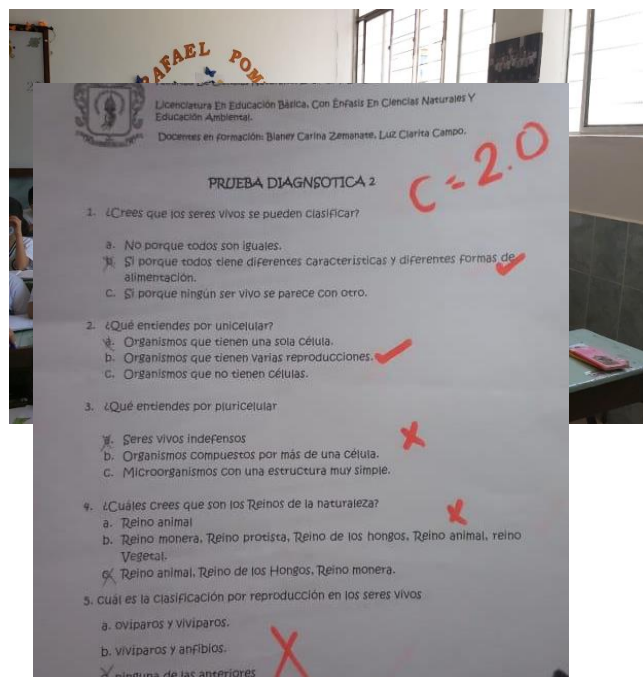 RAFAEL
Licenciatura En Educación Básica, Con Énfasis En Ciencias Naturales Y
Educación Ambiental.
Docentes en formación: Blaney Carina Zemanate, Luz Clarita Campo.
C = 2.0
PRUEBA DIAGNSOTICA 2
1. ¿Crees que los seres vivos se pueden clasificar?
a. No porque todos son iguales.
b. Si porque todos tiene diferentes características y diferentes formas de
alimentación.
C. Si porque ningún ser vivo se parece con otro.
2. ¿Qué entiendes por unicelular?
a. Organismos que tienen una sola célula.
b. Organismos que tienen varias reproducciones.
C. Organismos que no tienen células.
3. ¿Qué entiendes por pluricelular
a. Seres vivos indefensos
b. Organismos compuestos por más de una célula.
C. Microorganismos con una estructura muy simple.
4. ¿Cuáles crees que son los Reinos de la naturaleza?
a. Reino animal
b. Reino monera, Reino protista, Reino de los hongos, Reino animal, reino
Vegetal.
C. Reino animal, Reino de los Hongos, Reino monera.
5. Cuál es la clasificación por reproducción en los seres vivos
a. ovíparos y vivíparos.
b. vivíparos y anfibios.
ninguna de las anteriores